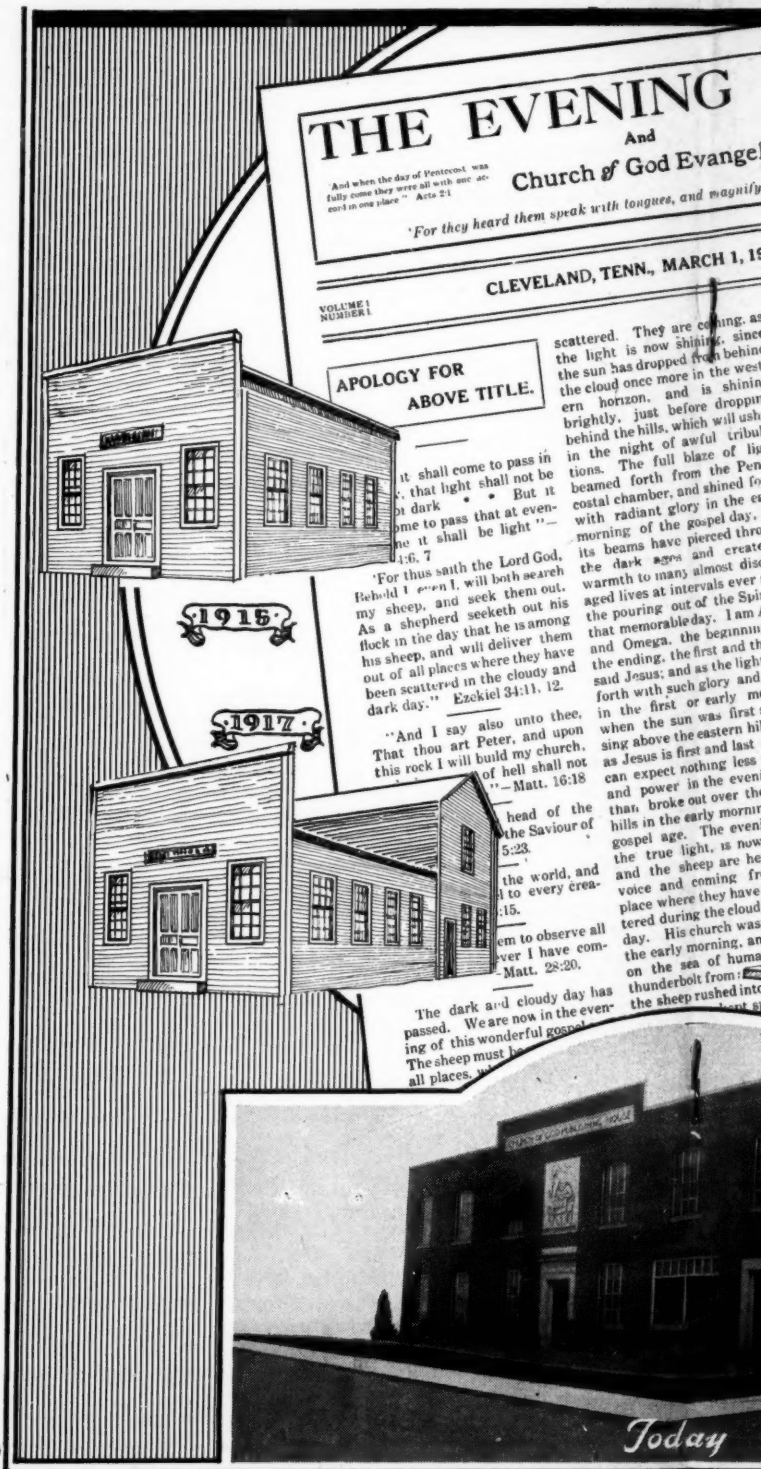 THE EVENING
And
Church of God Evangel
"And when the day of Pentecost was
fully come they were all with one ac-
cord in one place" Acts 2:1
'For they heard them speak with tongues, and magnify
VOLUME 1
NUMBER 1
CLEVELAND, TENN., MARCH 1, 19
APOLOGY FOR
ABOVE TITLE.
it shall come to pass in
that light shall not be
dark * * But it
ome to pass that at even-
it shall be light"—
4:6, 7
'For thus saith the Lord God,
Behold I even I, will both search
my sheep, and seek them out.
As a shepherd seeketh out his
flock in the day that he is among
his sheep, and will deliver them
out of all places where they have
been scattered in the cloudy and
dark day." Ezekiel 34:11, 12.
"And I say also unto thee,
That thou art Peter, and upon
this rock I will build my church,
of hell shall not
"—Matt. 16:18
head of the
the Saviour of
5:23.
the world, and
l to every crea-
:15.
em to observe all
ver I have com-
Matt. 28:20.
The dark and cloudy day has
passed. We are now in the even-
ing of this wonderful gospel
The sheep must be
all places,
scattered. They are coming, as
the light is now shining, since
the sun has dropped from behind
the cloud once more in the west-
ern horizon, and is shinin
brightly, just before droppin
behind the hills, which will ush
in the night of awful tribul
tions. The full blaze of lig
beamed forth from the Pen
costal chamber, and shined fo
with radiant glory in the ea
morning of the gospel day,
its beams have pierced thro
the dark ages and create
warmth to many almost disc
aged lives at intervals ever
the pouring out of the Spi
that memorable day. I am A
and Omega, the beginnin
the ending, the first and th
said Jesus; and as the light
forth with such glory and
in the first or early mo
when the sun was first
sing above the eastern hil
as Jesus is first and last
can expect nothing less
and power in the eveni
than broke out over the
hills in the early mornin
gospel age. The eveni
the true light, is now
and the sheep are he
voice and coming fr
place where they have
tered during the cloud
day. His church was
the early morning, an
on the sea of huma
thunderbolt from
the sheep rushed into
1915
1917
CHURCH OF GOD PUBLISHING HOUSE
Today